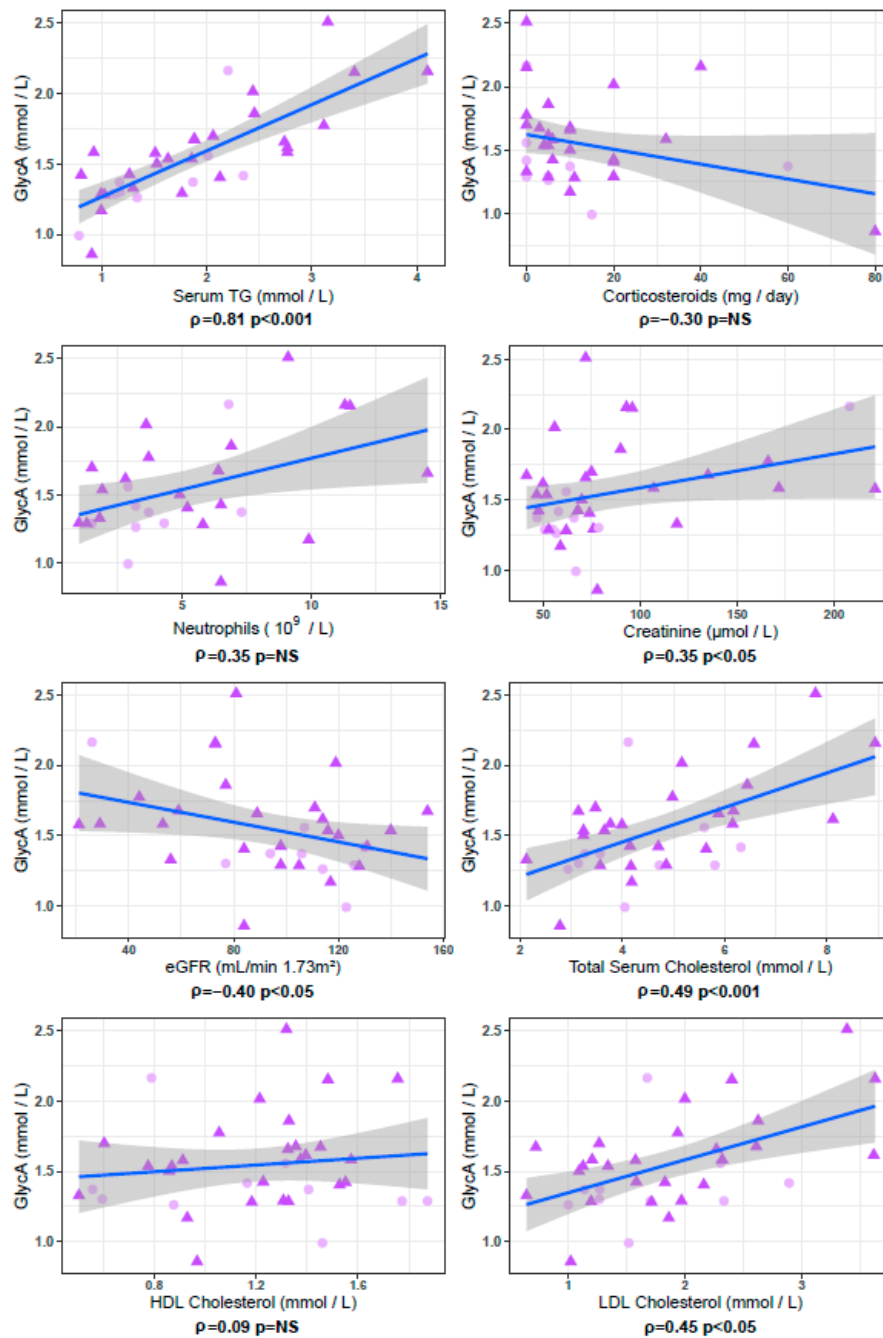 2.5
2.0
1.5
1.0
GlycA (mmol / L)
1 2 3 4
Serum TG (mmol / L)
ρ=0.81 p<0.001
2.5
2.0
1.5
1.0
GlycA (mmol / L)
0 20 40 60 80
Corticosteroids (mg / day)
ρ=−0.30 p=NS
2.5
2.0
1.5
1.0
GlycA (mmol / L)
5 10 15
Neutrophils ( 10⁹ / L)
ρ=0.35 p=NS
2.5
2.0
1.5
1.0
GlycA (mmol / L)
50 100 150 200
Creatinine (μmol / L)
ρ=0.35 p<0.05
2.5
2.0
1.5
1.0
GlycA (mmol / L)
40 80 120 160
eGFR (mL/min 1.73m²)
ρ=−0.40 p<0.05
2.5
2.0
1.5
1.0
GlycA (mmol / L)
2 4 6 8
Total Serum Cholesterol (mmol / L)
ρ=0.49 p<0.001
2.5
2.0
1.5
1.0
GlycA (mmol / L)
0.8 1.2 1.6
HDL Cholesterol (mmol / L)
ρ=0.09 p=NS
2.5
2.0
1.5
1.0
GlycA (mmol / L)
1 2 3
LDL Cholesterol (mmol / L)
ρ=0.45 p<0.05